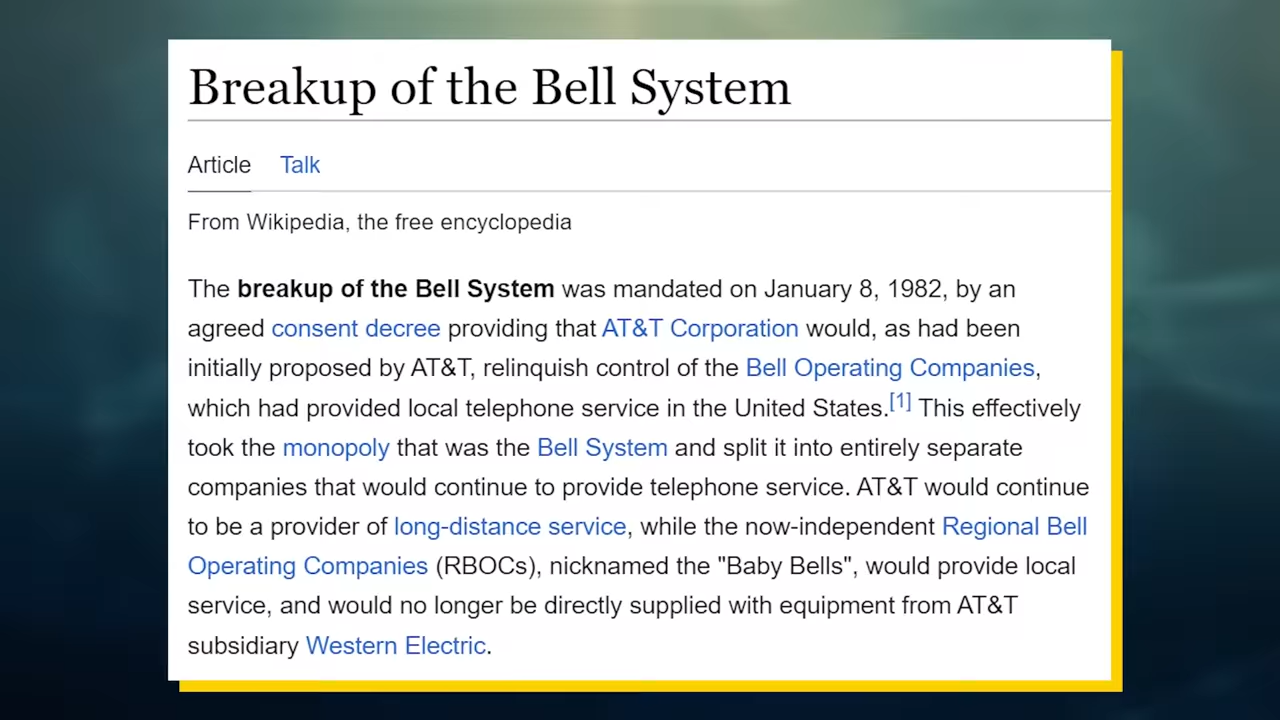 Breakup of the Bell System
Article Talk
From Wikipedia, the free encyclopedia
The breakup of the Bell System was mandated on January 8, 1982, by an
agreed consent decree providing that AT&T Corporation would, as had been
initially proposed by AT&T, relinquish control of the Bell Operating Companies,
which had provided local telephone service in the United States.[1] This effectively
took the monopoly that was the Bell System and split it into entirely separate
companies that would continue to provide telephone service. AT&T would continue
to be a provider of long-distance service, while the now-independent Regional Bell
Operating Companies (RBOCs), nicknamed the "Baby Bells", would provide local
service, and would no longer be directly supplied with equipment from AT&T
subsidiary Western Electric.